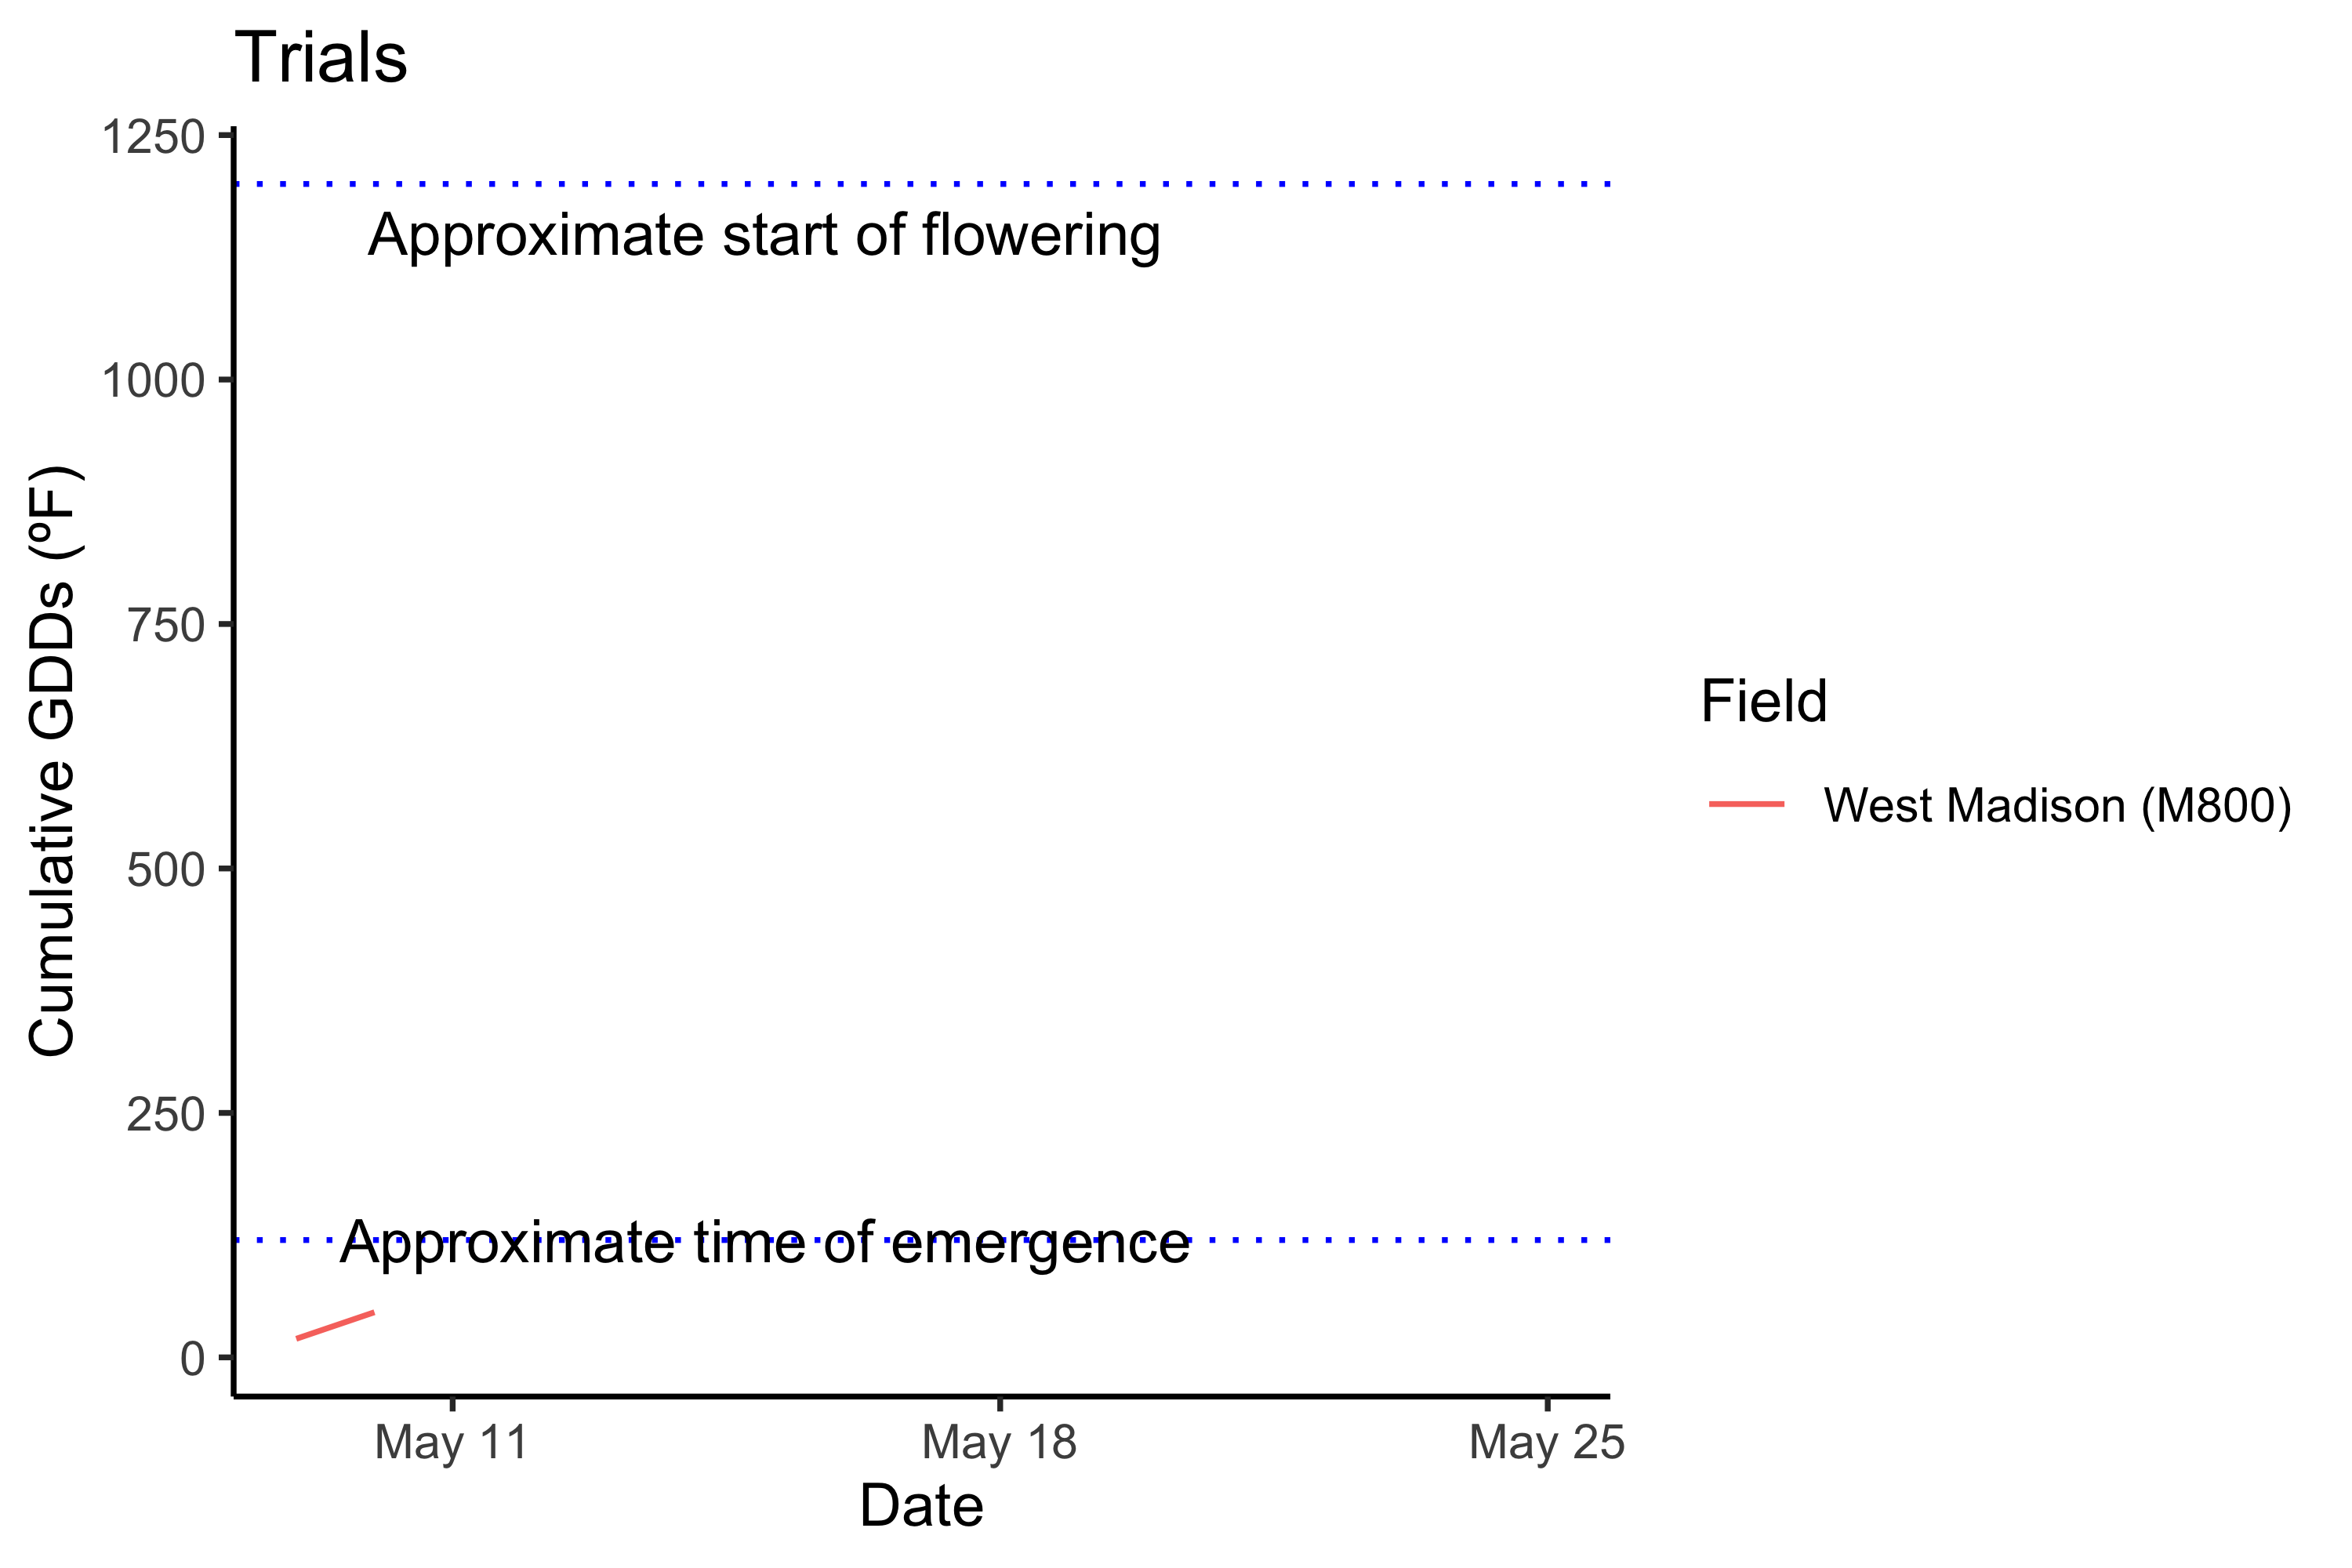 Trials
1250
Approximate start of flowering
1000
750
500
250
Approximate time of emergence
0
Cumulative GDDs (ºF)
May 11
May 18
May 25
Date
Field
West Madison (M800)